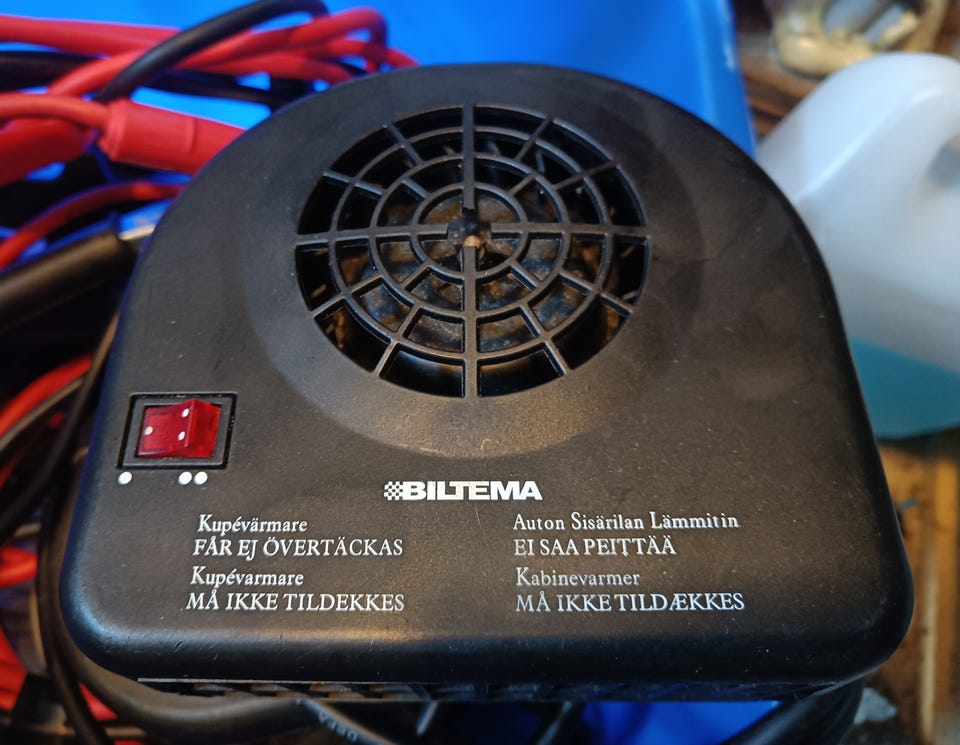 BILTEMA
Kupévärmare
FÅR EJ ÖVERTÄCKAS
Kupévarmare
MÅ IKKE TILDEKKES
Auton Sisärilan Lämmitin
EI SAA PEITTÄÄ
Kabinevarmer
MÅ IKKE TILDÆKKES
DEFA